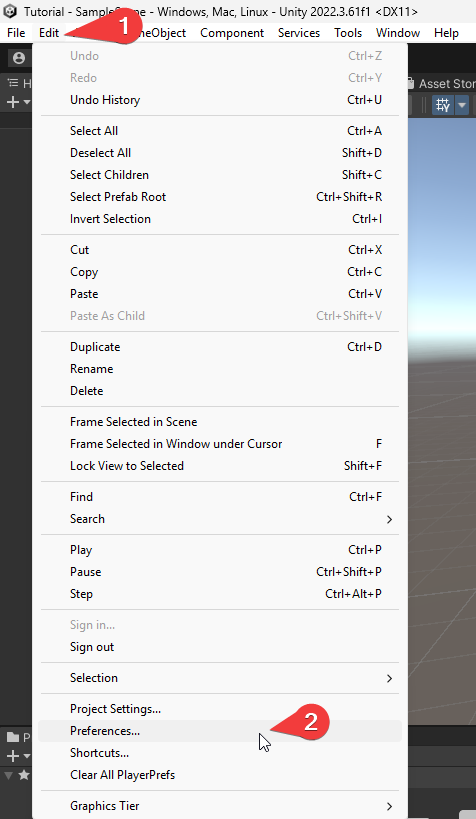 Tutorial - SampleScene - Windows, Mac, Linux - Unity 2022.3.61f1 <DX11>
File Edit Component Services Tools Window Help
1
H
Asset Stor
Undo Ctrl+Z
Redo Ctrl+Y
Undo History Ctrl+U
Select All Ctrl+A
Deselect All Shift+D
Select Children Shift+C
Select Prefab Root Ctrl+Shift+R
Invert Selection Ctrl+I
Cut Ctrl+X
Copy Ctrl+C
Paste Ctrl+V
Paste As Child Ctrl+Shift+V
Duplicate Ctrl+D
Rename
Delete
Frame Selected in Scene
Frame Selected in Window under Cursor F
Lock View to Selected Shift+F
Find Ctrl+F
Search
Play Ctrl+P
Pause Ctrl+Shift+P
Step Ctrl+Alt+P
Sign in...
Sign out
Selection
Project Settings...
Preferences...
2
P
Shortcuts...
Clear All PlayerPrefs
Graphics Tier